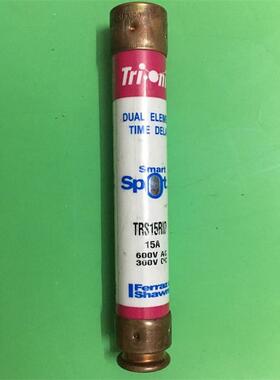 Tri-on
DUAL ELEM
TIME DELA
Smart
Spot
TRS15RID
15A
600V AC
300V DC
Ferraz
Shawm